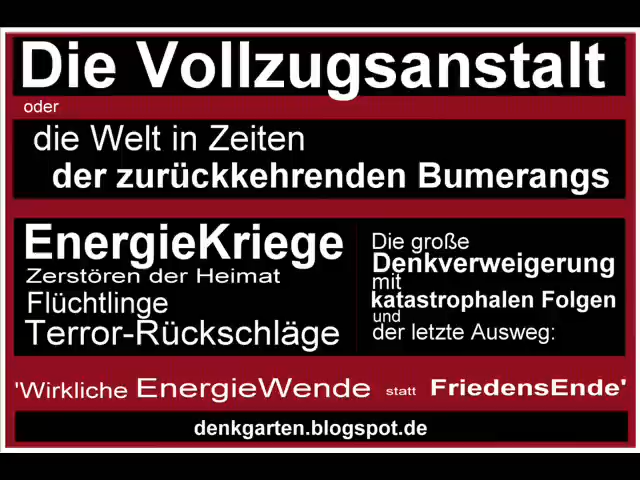 Die Vollzugsanstalt
oder
die Welt in Zeiten
der zurückkehrenden Bumerangs
EnergieKriege
Zerstören der Heimat
Flüchtlinge
Terror-Rückschläge
Die große
Denkverweigerung
mit
katastrophalen Folgen
und
der letzte Ausweg:
'Wirkliche EnergieWende statt FriedensEnde'
denkgarten.blogspot.de